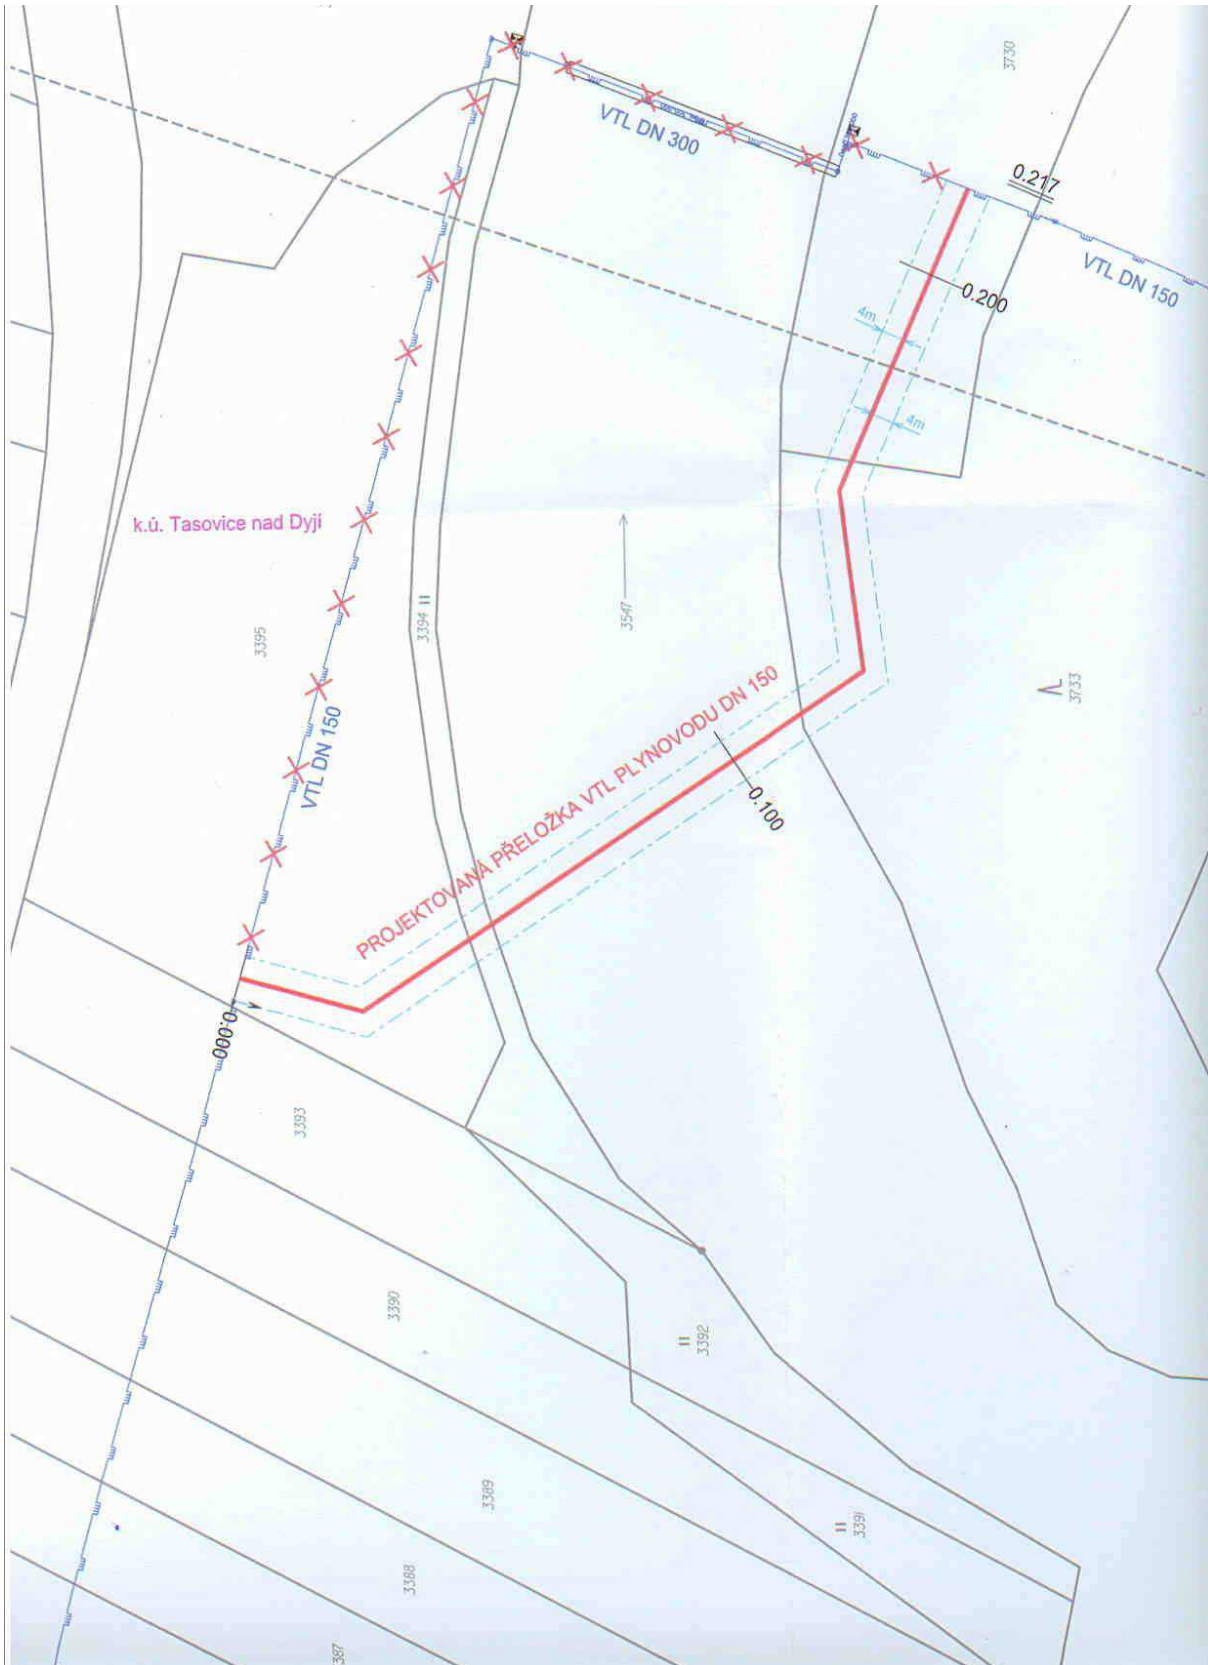 3730
VTL DN 300
0.217
VTL DN 150
0.200
4m
4m
k.ú. Tasovice nad Dyjí
3394
3547
3395
3733
PROJEKTOVANÁ PŘELOŽKA VTL PLYNOVODU DN 150
VTL DN 150
0.100
0.000
3393
3390
3392
3389
3391
3388
387